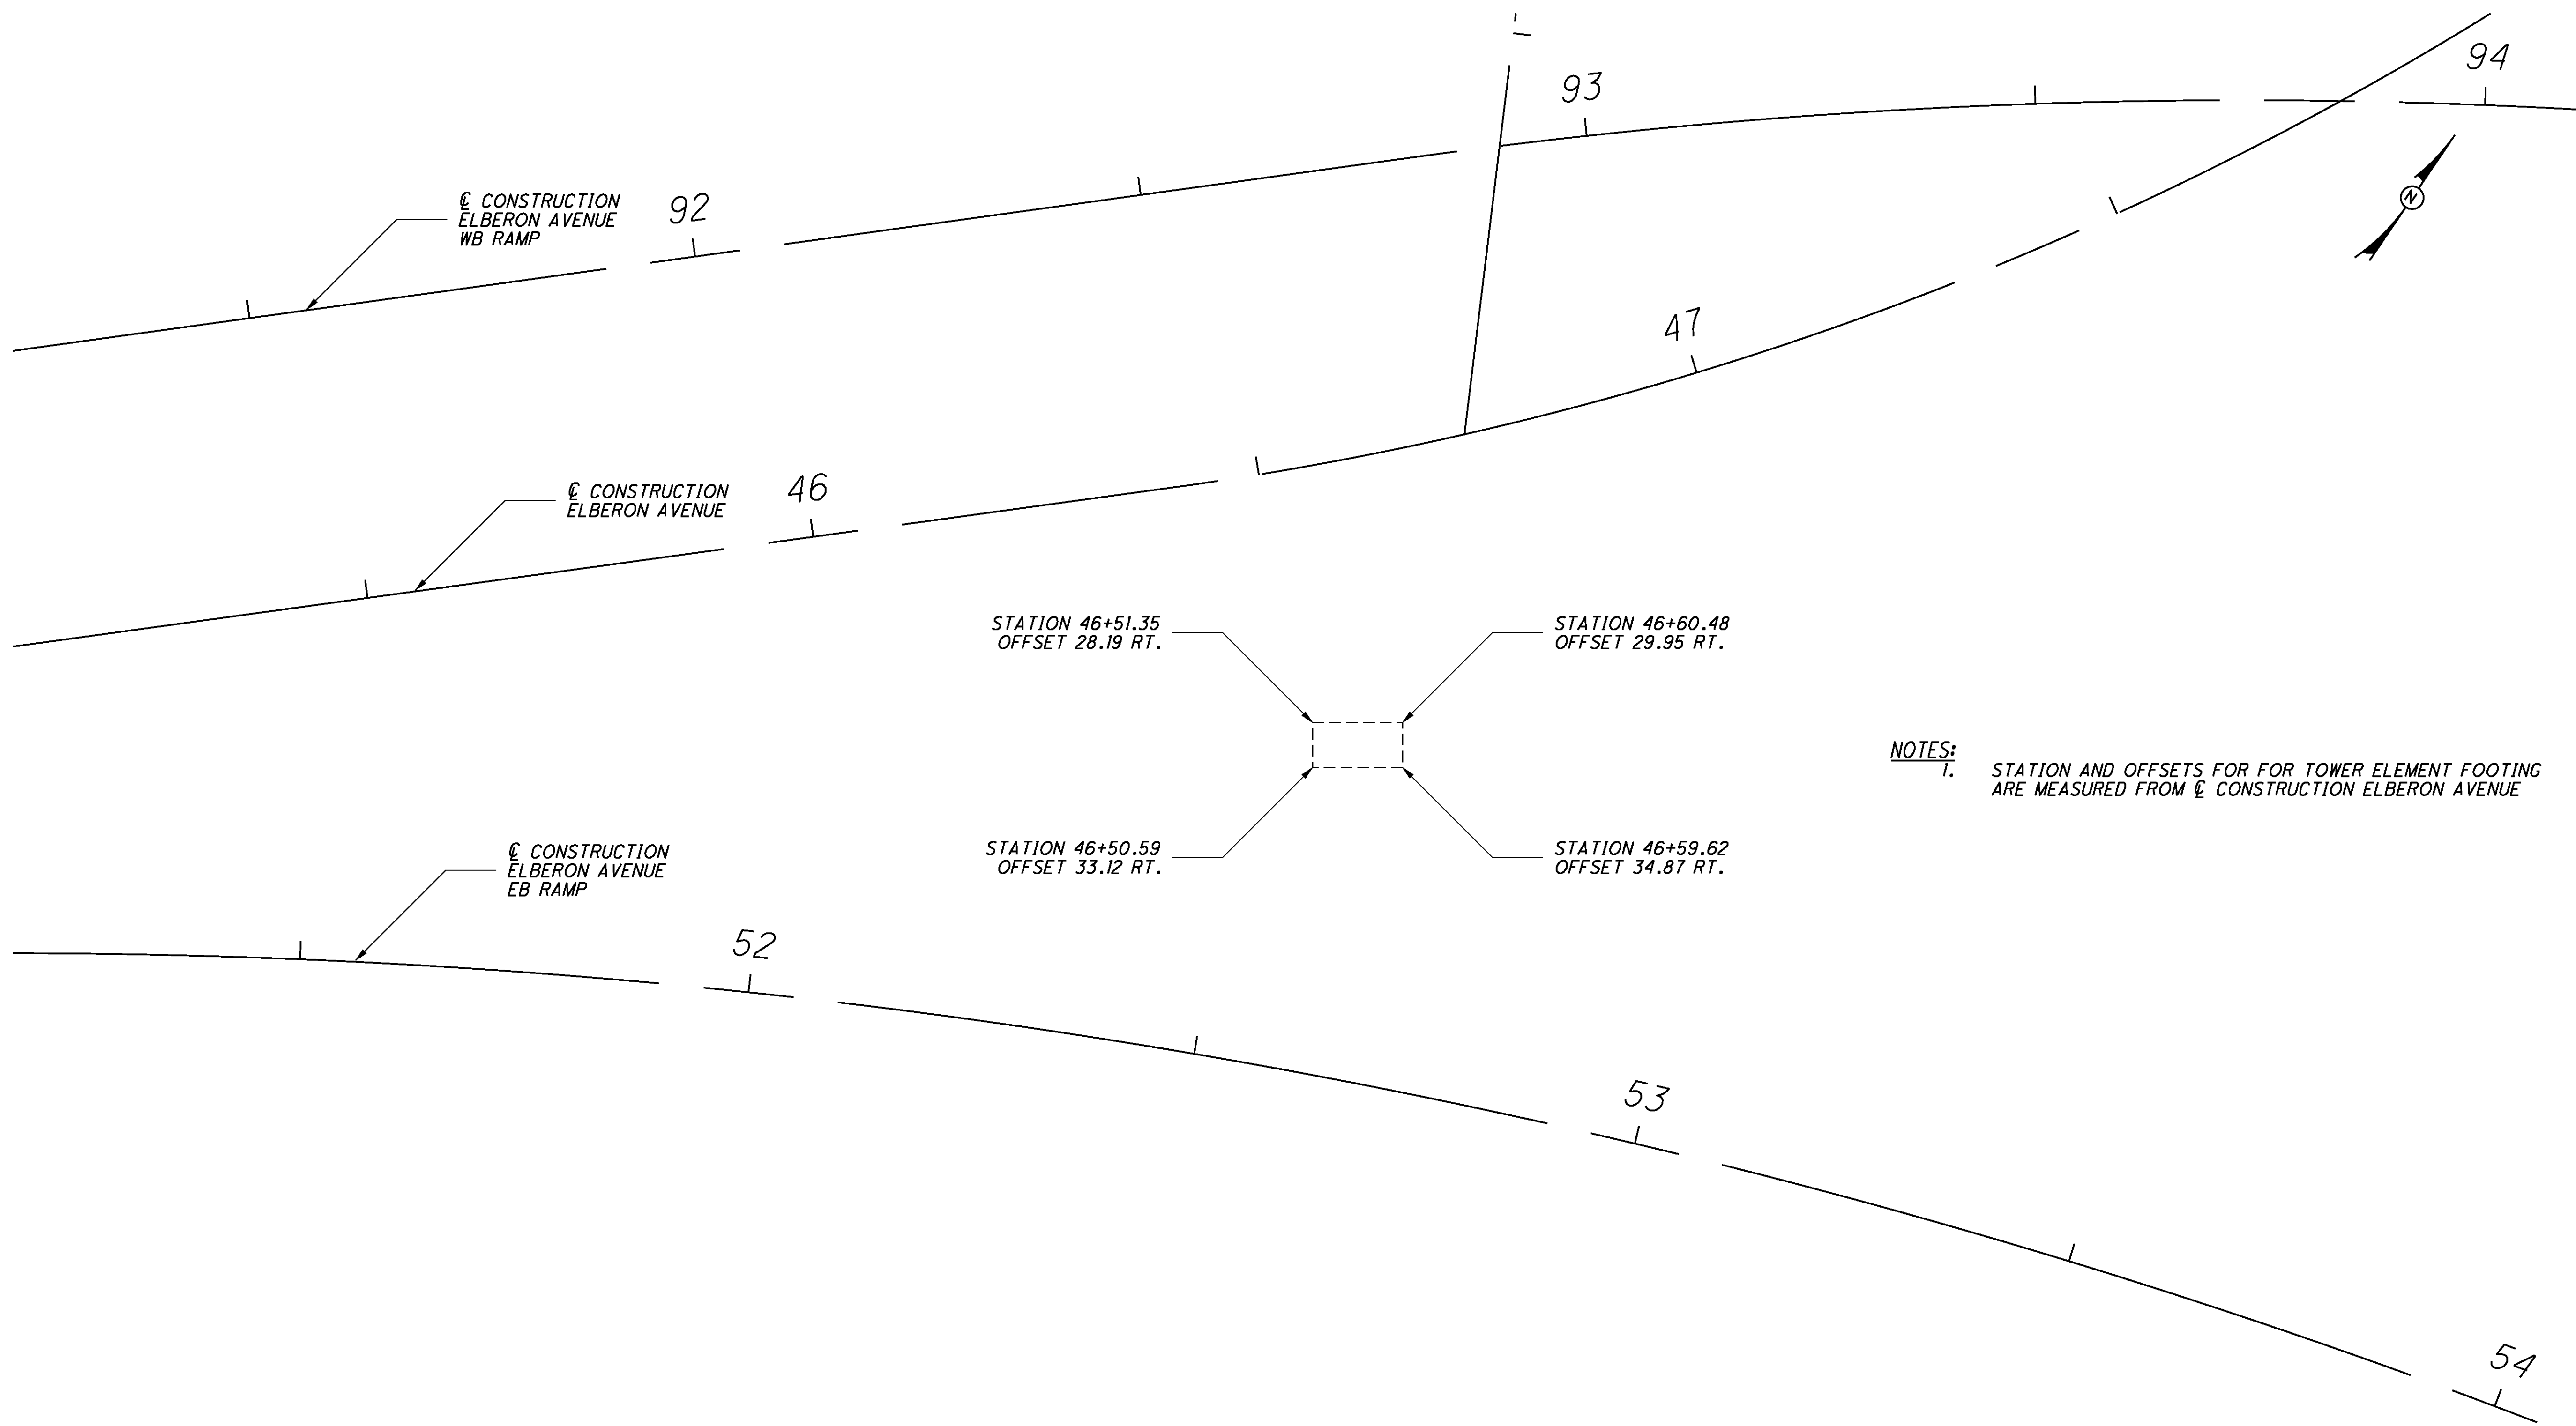 94
93
N
℄ CONSTRUCTION
ELBERON AVENUE
WB RAMP
92
47
℄ CONSTRUCTION
ELBERON AVENUE
46
STATION 46+51.35
OFFSET 28.19 RT.
STATION 46+60.48
OFFSET 29.95 RT.
NOTES:
1. STATION AND OFFSETS FOR FOR TOWER ELEMENT FOOTING
ARE MEASURED FROM ℄ CONSTRUCTION ELBERON AVENUE
STATION 46+50.59
OFFSET 33.12 RT.
STATION 46+59.62
OFFSET 34.87 RT.
℄ CONSTRUCTION
ELBERON AVENUE
EB RAMP
52
53
54